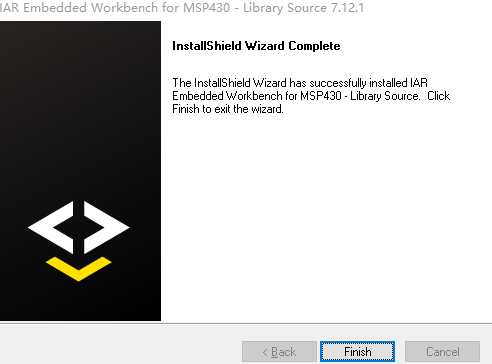 IAR Embedded Workbench for MSP430 - Library Source 7.12.1
InstallShield Wizard Complete
The InstallShield Wizard has successfully installed IAR
Embedded Workbench for MSP430 - Library Source. Click
Finish to exit the wizard.
< Back
Finish
Cancel